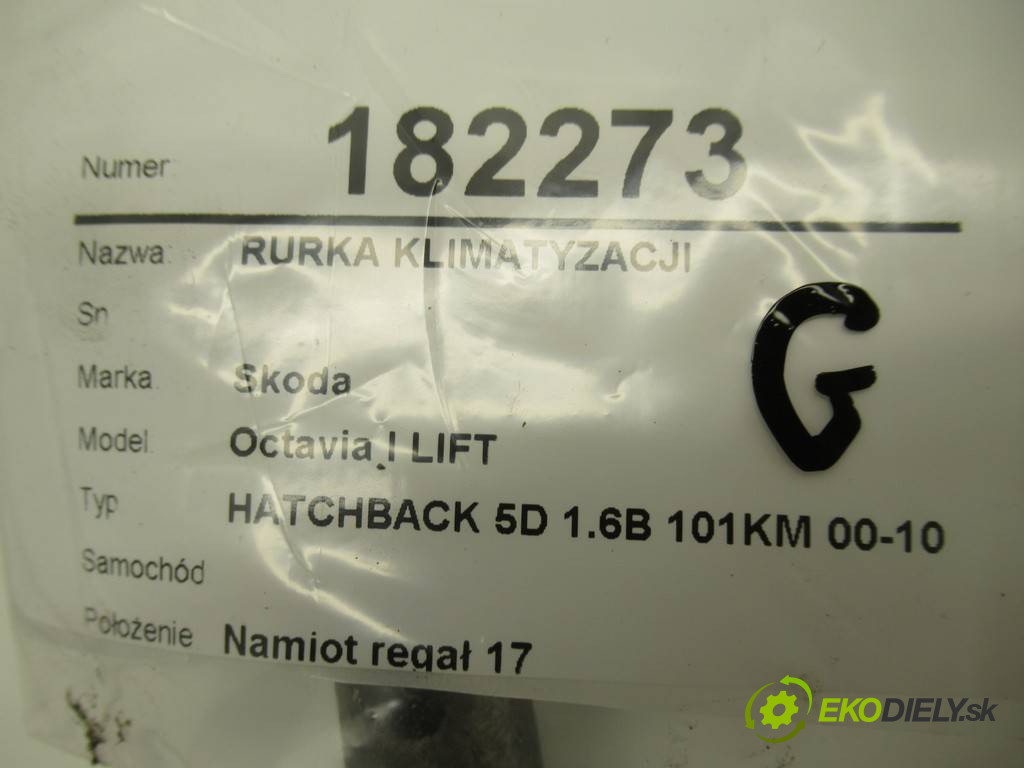 Numer: 182273
Nazwa: RURKA KLIMATYZACJI
Sn
Marka. Skoda
Model. Octavia I LIFT
G
Typ HATCHBACK 5D 1.6B 101KM 00-10
Samochód
Położenie Namiot regał 17
EKODIELY.sk